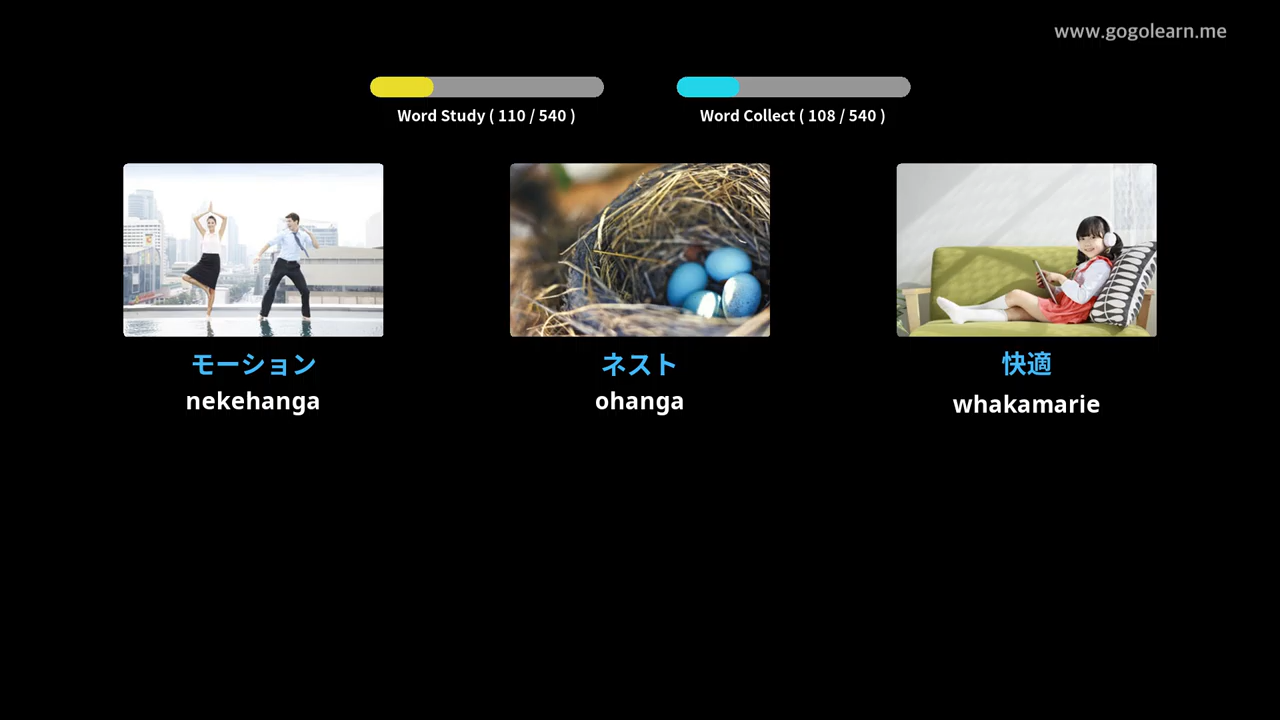 www.gogolearn.me
Word Study ( 110 / 540 )
Word Collect ( 108 / 540 )
モーション
ネスト
快適
nekehanga
ohanga
whakamarie